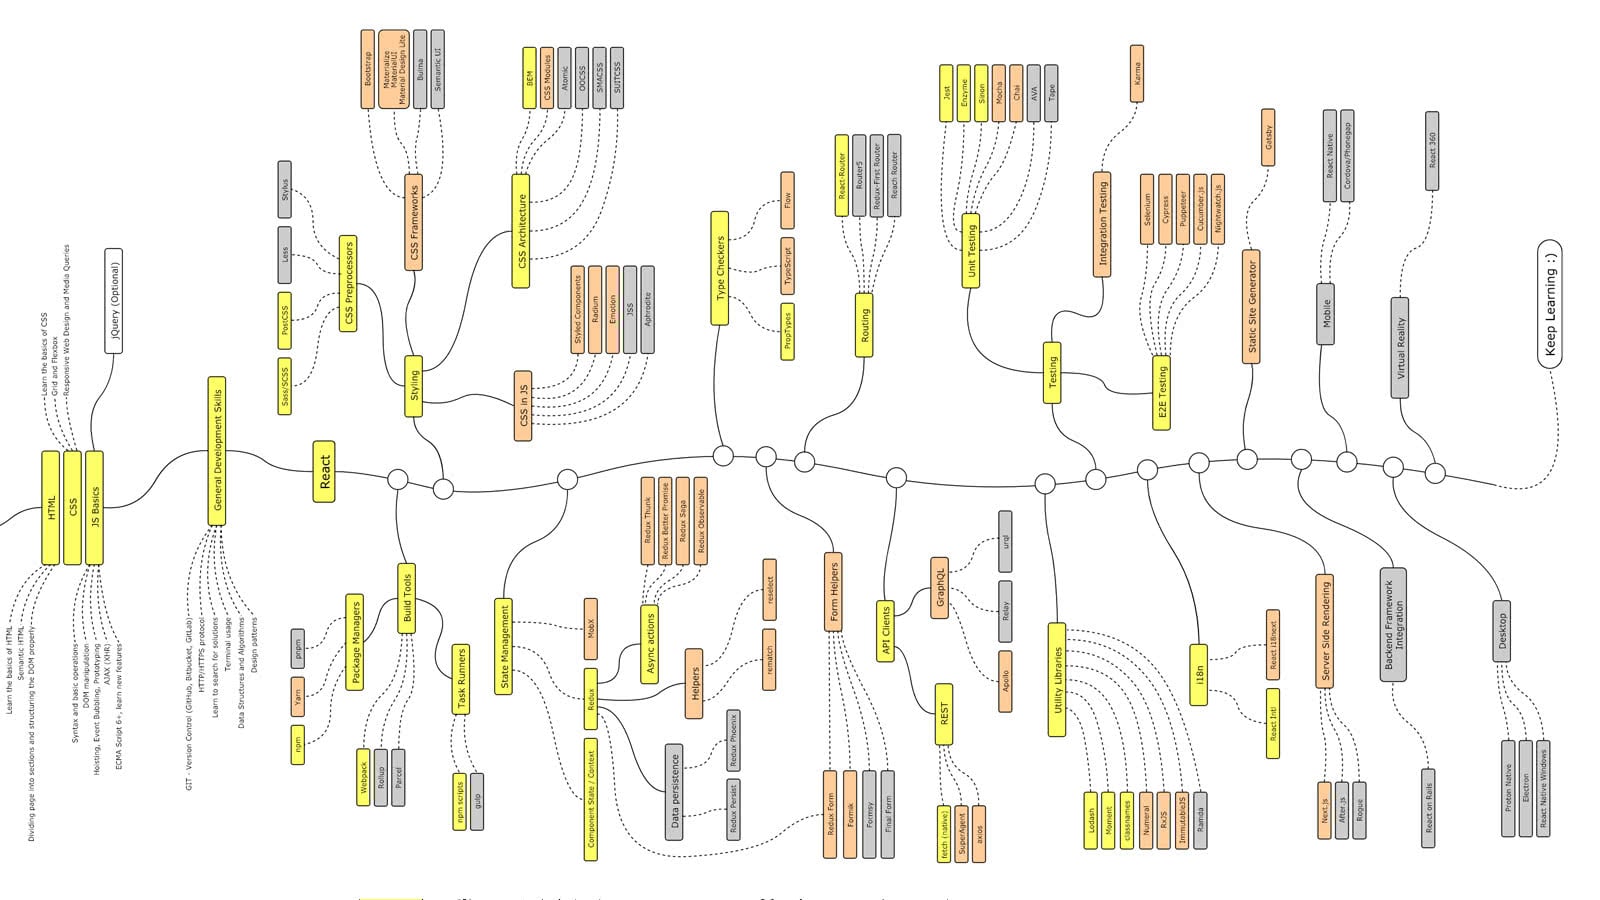 HTML
CSS
JS Basics
Learn the basics of CSS
Grid and Flexbox
Responsive Web Design and Media Queries
jQuery (Optional)
Learn the basics of HTML
Semantic HTML
Dividing page into sections and structuring the DOM properly
Syntax and basic operations
DOM manipulation
Hoisting, Event Bubbling, Prototyping
AJAX (XHR)
ECMA Script 6+, learn new features
General Development Skills
GIT - Version Control (GitHub, Bitbucket, GitLab)
HTTP/HTTPS protocol
Learn to search for solutions
Terminal usage
Data Structures and Algorithms
Design patterns
React
Build Tools
Package Managers
pnpm
Yarn
npm
Webpack
Rollup
Parcel
Task Runners
npm scripts
gulp
Styling
CSS Preprocessors
Stylus
Less
PostCSS
Sass/SCSS
CSS Frameworks
Bootstrap
Materialize
MaterialUI
Material Design Lite
Bulma
Semantic UI
CSS Architecture
BEM
CSS Modules
Atomic
OOCSS
SMACSS
SUITCSS
CSS in JS
Styled Components
Radium
Emotion
JSS
Aphrodite
State Management
MobX
Redux
Component State / Context
Async actions
Redux Thunk
Redux Better Promise
Redux Saga
Redux Observable
Helpers
reselect
rematch
Data persistence
Redux Phoenix
Redux Persist
Type Checkers
Flow
TypeScript
PropTypes
Form Helpers
Redux Form
Formik
Formsy
Final Form
Routing
React-Router
Router5
Redux-First Router
Reach Router
API Clients
GraphQL
urql
Relay
Apollo
REST
fetch (native)
SuperAgent
axios
Utility Libraries
Lodash
Moment
classnames
Numeral
RxJS
ImmutableJS
Ramda
Testing
Unit Testing
Jest
Enzyme
Sinon
Mocha
Chai
AVA
Tape
Integration Testing
Karma
E2E Testing
Selenium
Cypress
Puppeteer
Cucumber.js
Nightwatch.js
i18n
React i18next
React Intl
Server Side Rendering
Next.js
After.js
Rogue
Static Site Generator
Gatsby
Backend Framework
Integration
React on Rails
Mobile
React Native
Cordova/Phonegap
Desktop
Proton Native
Electron
React Native Windows
Virtual Reality
React 360
Keep Learning :)